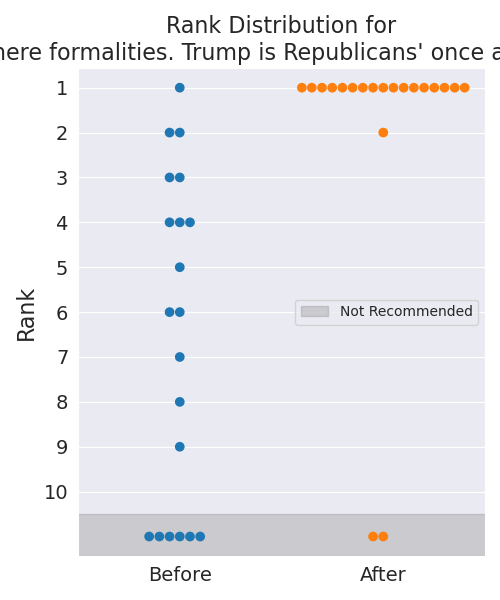 Rank Distribution for
here formalities. Trump is Republicans' once a
1
2
3
4
5
6
7
8
9
10
Rank
Not Recommended
Before
After